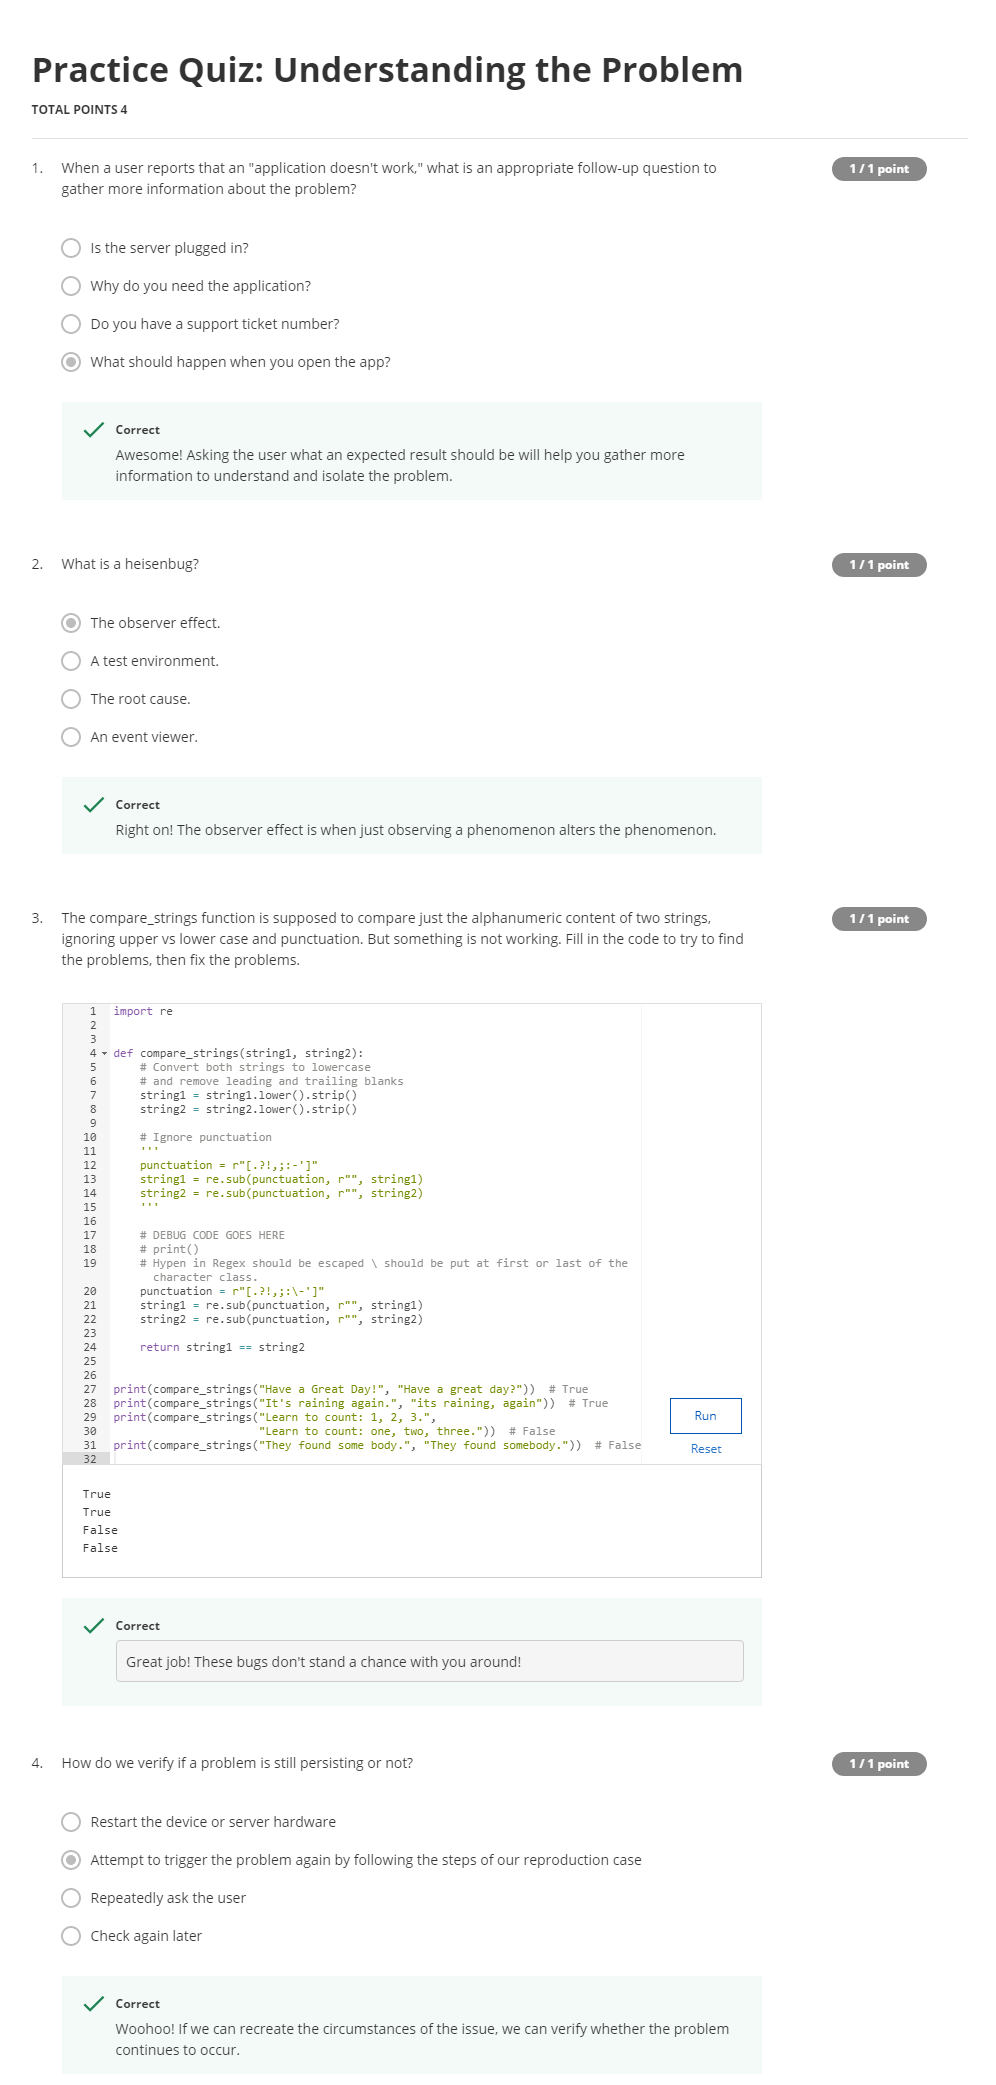 Practice Quiz: Understanding the Problem
TOTAL POINTS 4
1. When a user reports that an "application doesn't work," what is an appropriate follow-up question to
gather more information about the problem?
1 / 1 point
Is the server plugged in?
Why do you need the application?
Do you have a support ticket number?
What should happen when you open the app?
Correct
Awesome! Asking the user what an expected result should be will help you gather more
information to understand and isolate the problem.
2. What is a heisenbug?
1 / 1 point
The observer effect.
A test environment.
The root cause.
An event viewer.
Correct
Right on! The observer effect is when just observing a phenomenon alters the phenomenon.
3. The compare_strings function is supposed to compare just the alphanumeric content of two strings,
ignoring upper vs lower case and punctuation. But something is not working. Fill in the code to try to find
the problems, then fix the problems.
1 / 1 point
1 import re
2
3
4 def compare_strings(string1, string2):
5     # Convert both strings to lowercase
6     # and remove leading and trailing blanks
7     string1 = string1.lower().strip()
8     string2 = string2.lower().strip()
9
10     # Ignore punctuation
11     '''
12     punctuation = r"[.?!,;:-']"
13     string1 = re.sub(punctuation, r"", string1)
14     string2 = re.sub(punctuation, r"", string2)
15     '''
16
17     # DEBUG CODE GOES HERE
18     # print()
19     # Hypen in Regex should be escaped \ should be put at first or last of the
character class.
20     punctuation = r"[.?!,;:\-']"
21     string1 = re.sub(punctuation, r"", string1)
22     string2 = re.sub(punctuation, r"", string2)
23
24     return string1 == string2
25
26
27 print(compare_strings("Have a Great Day!", "Have a great day?"))  # True
28 print(compare_strings("It's raining again.", "its raining, again"))  # True
29 print(compare_strings("Learn to count: 1, 2, 3.",
30                       "Learn to count: one, two, three."))  # False
31 print(compare_strings("They found some body.", "They found somebody."))  # False
32
Run
Reset
True
True
False
False
Correct
Great job! These bugs don't stand a chance with you around!
4. How do we verify if a problem is still persisting or not?
1 / 1 point
Restart the device or server hardware
Attempt to trigger the problem again by following the steps of our reproduction case
Repeatedly ask the user
Check again later
Correct
Woohoo! If we can recreate the circumstances of the issue, we can verify whether the problem
continues to occur.